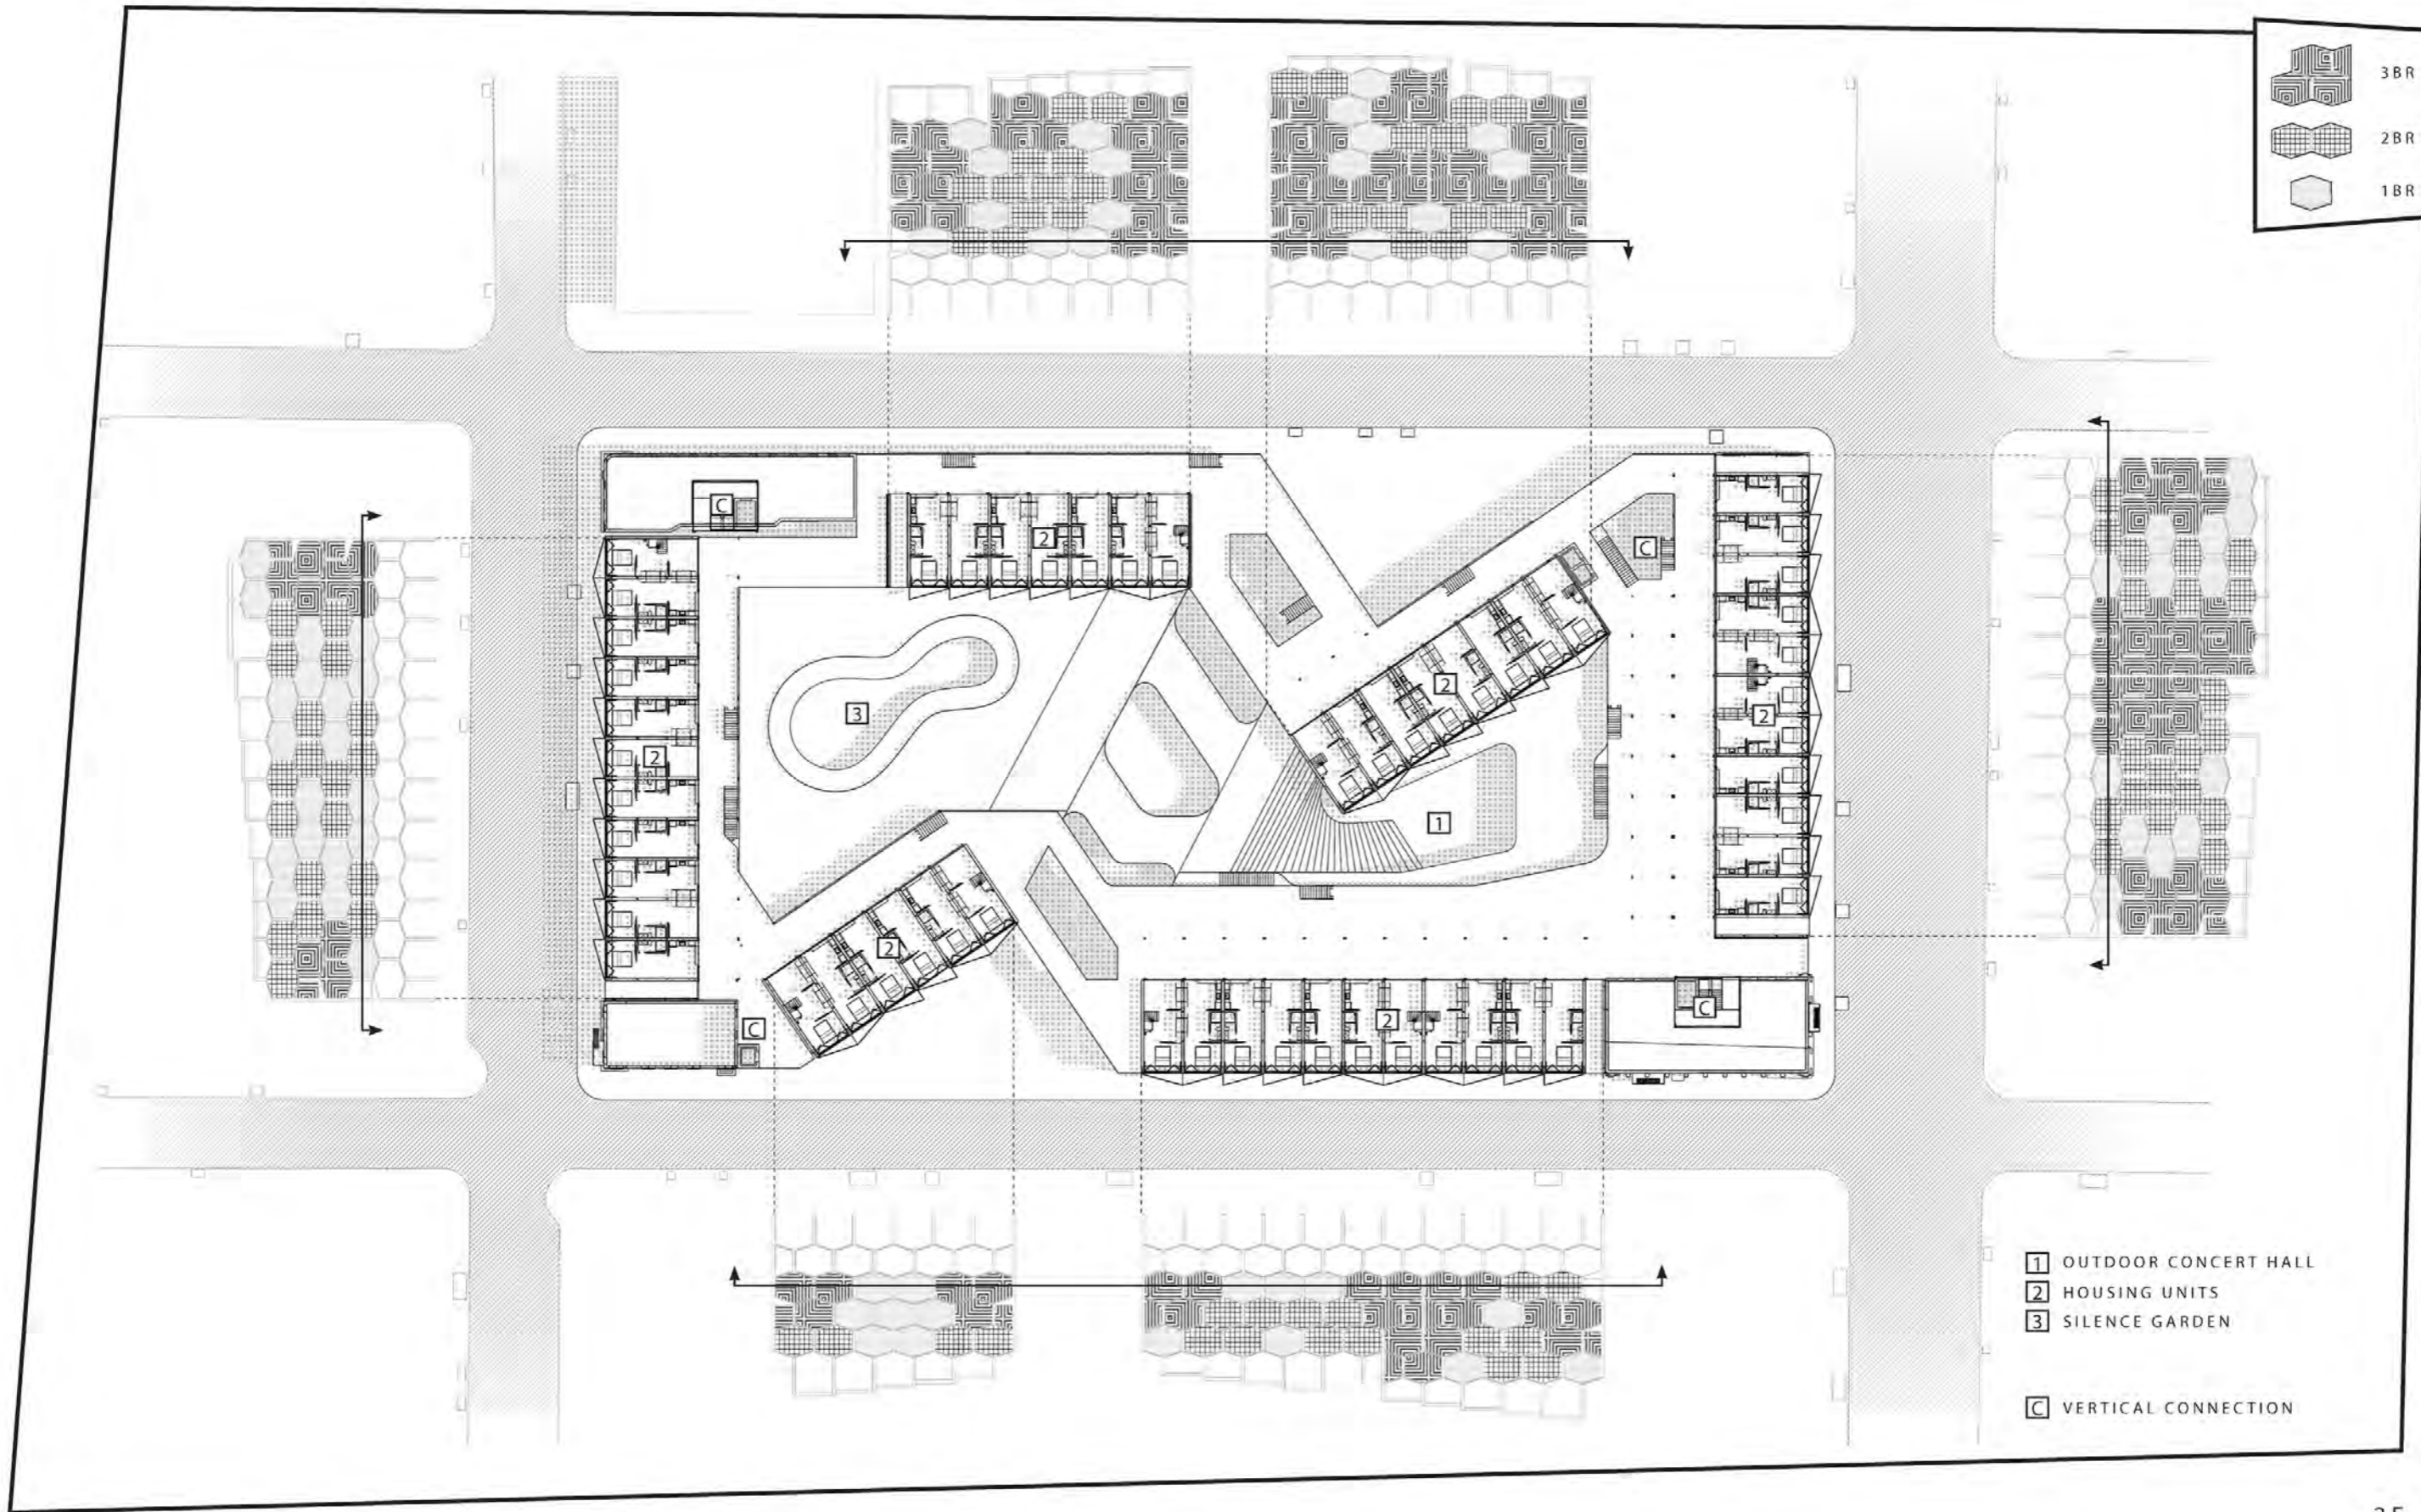 3BR
2BR
1BR
C
2
C
2
3
2
2
1
2
C
2
C
1 OUTDOOR CONCERT HALL
2 HOUSING UNITS
3 SILENCE GARDEN
C VERTICAL CONNECTION